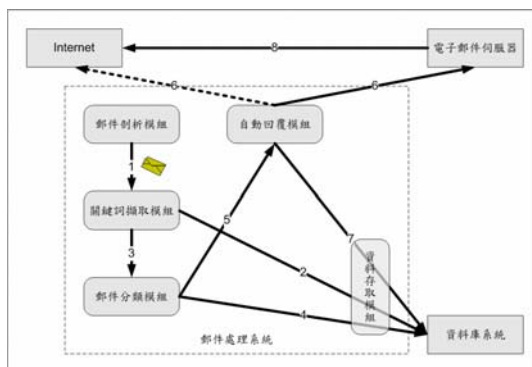 Internet
8
電子郵件伺服器
6
6
郵件剖析模組
自動回覆模組
1
關鍵詞擷取模組
5
7
3
2
資料存取模組
郵件分類模組
4
郵件處理系統
資料庫系統